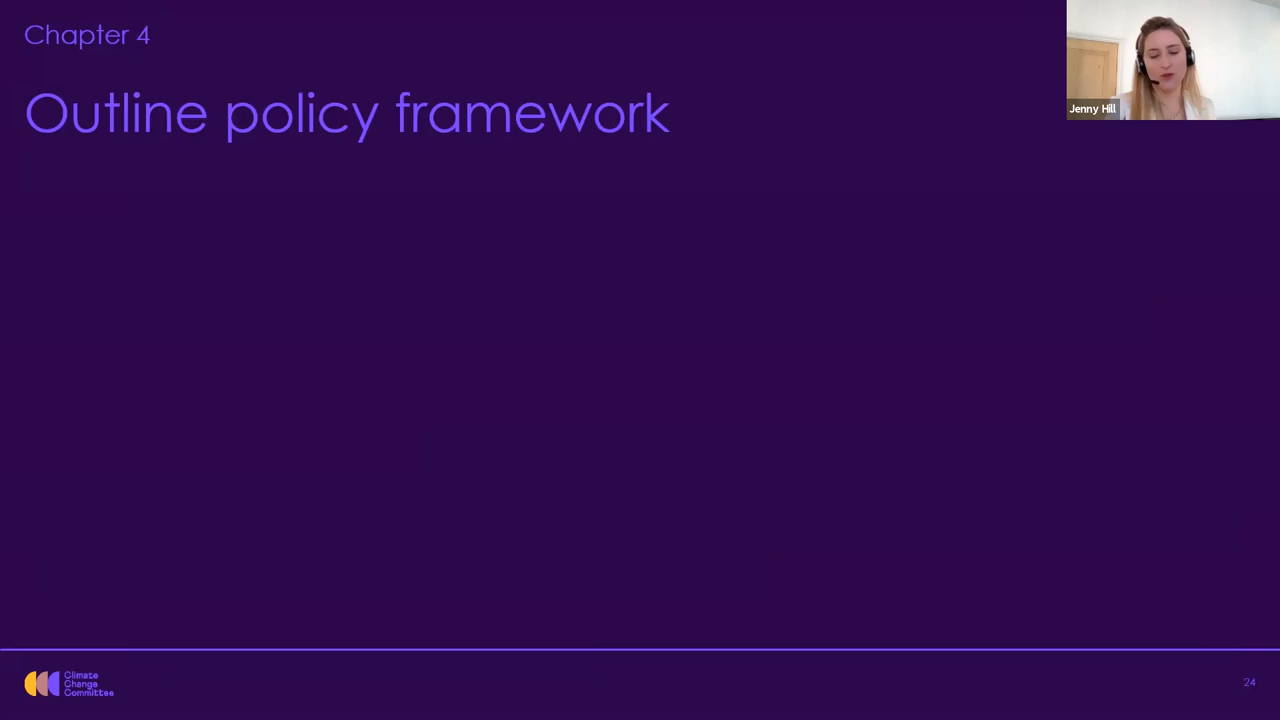 Chapter 4
Outline policy framework
Jenny Hill
Climate
Change
Committee
24